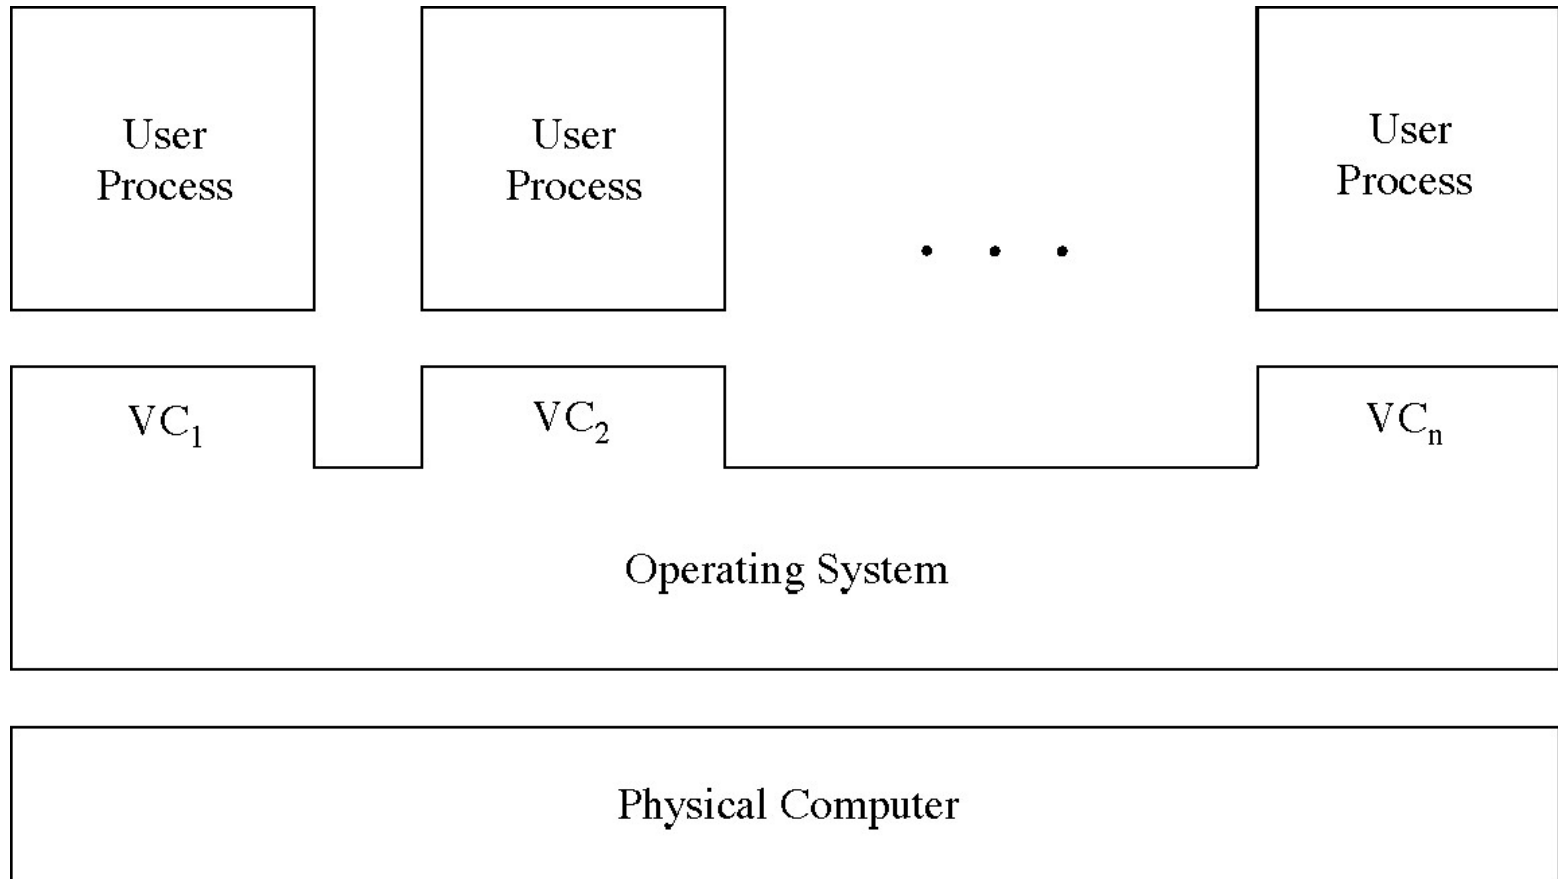 User
Process
User
Process
User
Process
. . .
VC₁
VC₂
VCₙ
Operating System
Physical Computer